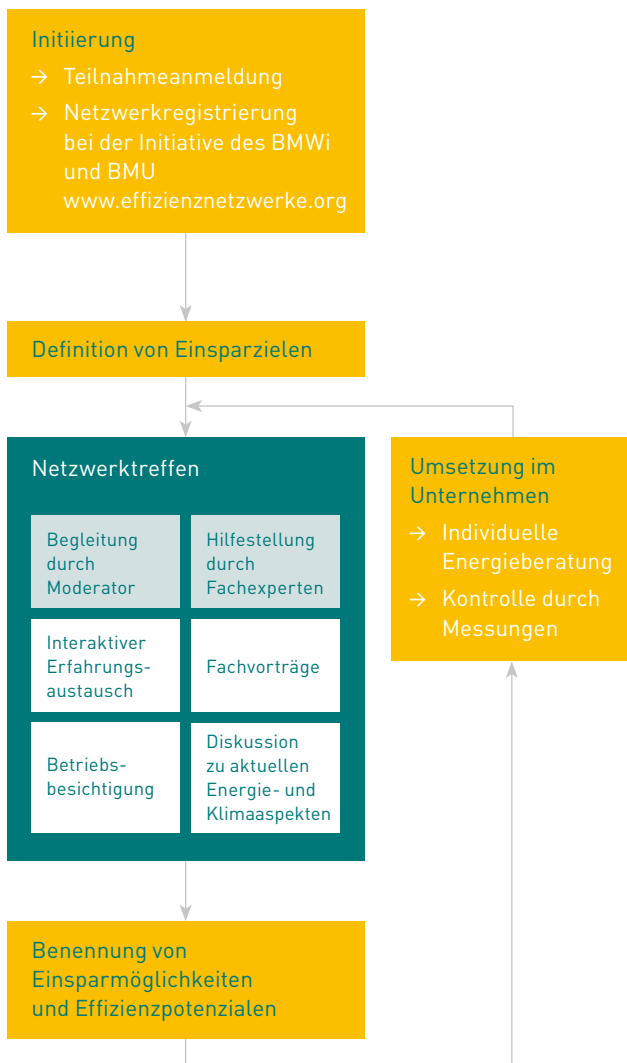 Initiierung
→ Teilnahmeanmeldung
→ Netzwerkregistrierung
bei der Initiative des BMWi
und BMU
www.effizienznetzwerke.org
Definition von Einsparzielen
Netzwerktreffen
Begleitung
durch
Moderator
Hilfestellung
durch
Fachexperten
Interaktiver
Erfahrungs-
austausch
Fachvorträge
Betriebs-
besichtigung
Diskussion
zu aktuellen
Energie- und
Klimaaspekten
Umsetzung im
Unternehmen
→ Individuelle
Energieberatung
→ Kontrolle durch
Messungen
Benennung von
Einsparmöglichkeiten
und Effizienzpotenzialen